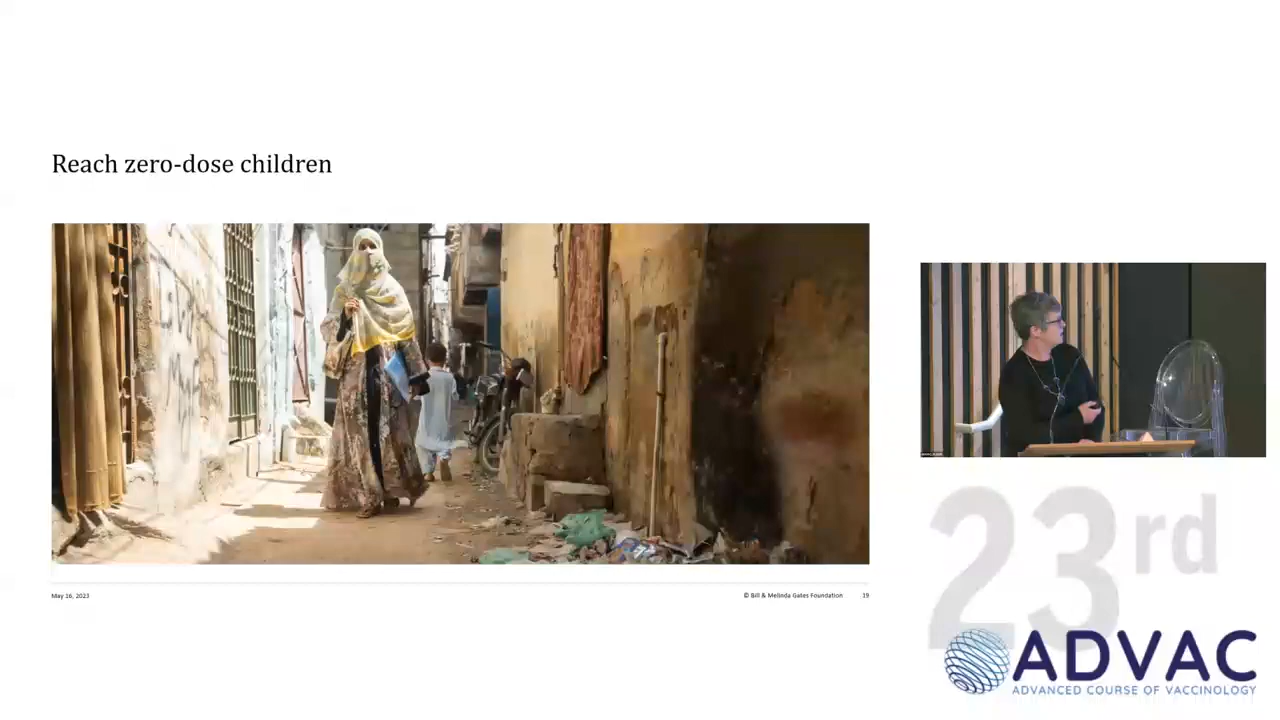 Reach zero-dose children
May 16, 2023
© Bill & Melinda Gates Foundation 19
23rd
ADVAC
ADVANCED COURSE OF VACCINOLOGY